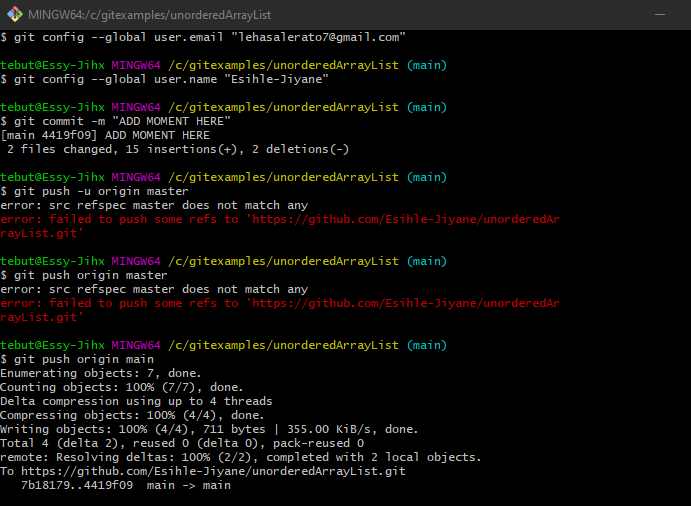 MINGW64:/c/gitexamples/unorderedArrayList
$ git config --global user.email "lehasalerato7@gmail.com"
tebut@Essy-Jihx MINGW64 /c/gitexamples/unorderedArrayList (main)
$ git config --global user.name "Esihle-Jiyane"
tebut@Essy-Jihx MINGW64 /c/gitexamples/unorderedArrayList (main)
$ git commit -m "ADD MOMENT HERE"
[main 4419f09] ADD MOMENT HERE
2 files changed, 15 insertions(+), 2 deletions(-)
tebut@Essy-Jihx MINGW64 /c/gitexamples/unorderedArrayList (main)
$ git push -u origin master
error: src refspec master does not match any
error: failed to push some refs to 'https://github.com/Esihle-Jiyane/unorderedAr
rayList.git'
tebut@Essy-Jihx MINGW64 /c/gitexamples/unorderedArrayList (main)
$ git push origin master
error: src refspec master does not match any
error: failed to push some refs to 'https://github.com/Esihle-Jiyane/unorderedAr
rayList.git'
tebut@Essy-Jihx MINGW64 /c/gitexamples/unorderedArrayList (main)
$ git push origin main
Enumerating objects: 7, done.
Counting objects: 100% (7/7), done.
Delta compression using up to 4 threads
Compressing objects: 100% (4/4), done.
Writing objects: 100% (4/4), 711 bytes | 355.00 KiB/s, done.
Total 4 (delta 2), reused 0 (delta 0), pack-reused 0
remote: Resolving deltas: 100% (2/2), completed with 2 local objects.
To https://github.com/Esihle-Jiyane/unorderedArrayList.git
7b18179..4419f09  main -> main